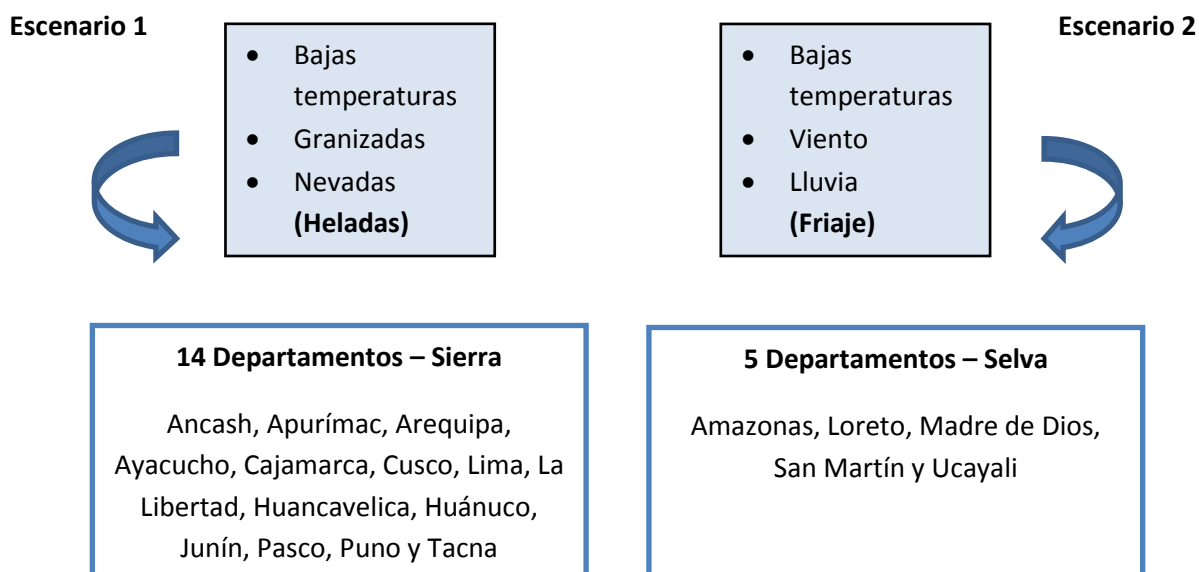 Escenario 1
• Bajas
temperaturas
• Granizadas
• Nevadas
(Heladas)
Escenario 2
• Bajas
temperaturas
• Viento
• Lluvia
(Friaje)
14 Departamentos – Sierra
Ancash, Apurímac, Arequipa,
Ayacucho, Cajamarca, Cusco, Lima, La
Libertad, Huancavelica, Huánuco,
Junín, Pasco, Puno y Tacna
5 Departamentos – Selva
Amazonas, Loreto, Madre de Dios,
San Martín y Ucayali